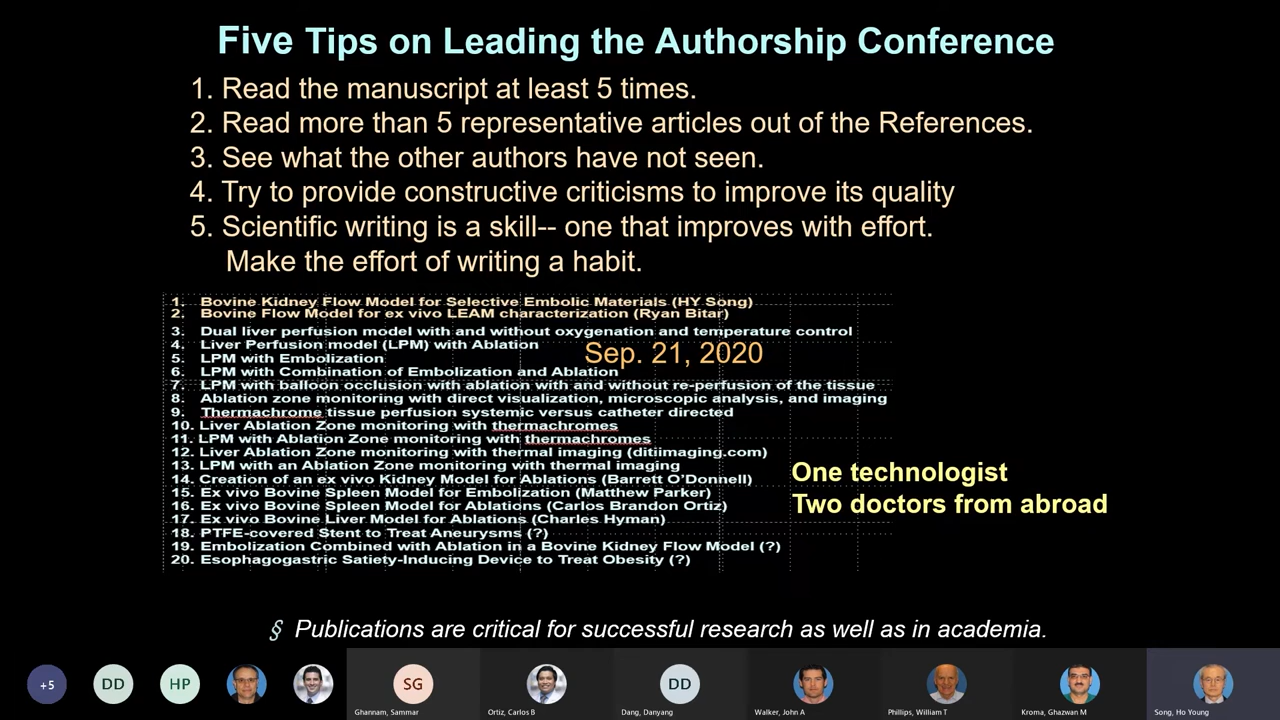 Five Tips on Leading the Authorship Conference
1. Read the manuscript at least 5 times.
2. Read more than 5 representative articles out of the References.
3. See what the other authors have not seen.
4. Try to provide constructive criticisms to improve its quality
5. Scientific writing is a skill-- one that improves with effort.
Make the effort of writing a habit.
1. Bovine Kidney Flow Model for Selective Embolic Materials (HY Song)
2. Bovine Flow Model for ex vivo LEAM characterization (Ryan Bitar)
3. Dual liver perfusion model with and without oxygenation and temperature control
4. Liver Perfusion model (LPM) with Ablation
Sep. 21, 2020
5. LPM with Embolization
6. LPM with Combination of Embolization and Ablation
7. LPM with balloon occlusion with ablation with and without re-perfusion of the tissue
8. Ablation zone monitoring with direct visualization, microscopic analysis, and imaging
9. Thermachrome tissue perfusion systemic versus catheter directed
10. Liver Ablation Zone monitoring with thermachromes
11. LPM with Ablation Zone monitoring with thermachromes
12. Liver Ablation Zone monitoring with thermal imaging (ditiimaging.com)
13. LPM with an Ablation Zone monitoring with thermal imaging
14. Creation of an ex vivo Kidney Model for Ablations (Barrett O'Donnell)
15. Ex vivo Bovine Spleen Model for Embolization (Matthew Parker)
16. Ex vivo Bovine Spleen Model for Ablations (Carlos Brandon Ortiz)
17. Ex vivo Bovine Liver Model for Ablations (Charles Hyman)
18. PTFE-covered Stent to Treat Aneurysms (?)
19. Embolization Combined with Ablation in a Bovine Kidney Flow Model (?)
20. Esophagogastric Satiety-Inducing Device to Treat Obesity (?)
One technologist
Two doctors from abroad
§ Publications are critical for successful research as well as in academia.
+5
DD
HP
SG
DD
Ghannam, Sammar
Ortiz, Carlos B
Dang, Danyang
Walker, John A
Phillips, William T
Kroma, Ghazwan M
Song, Ho Young